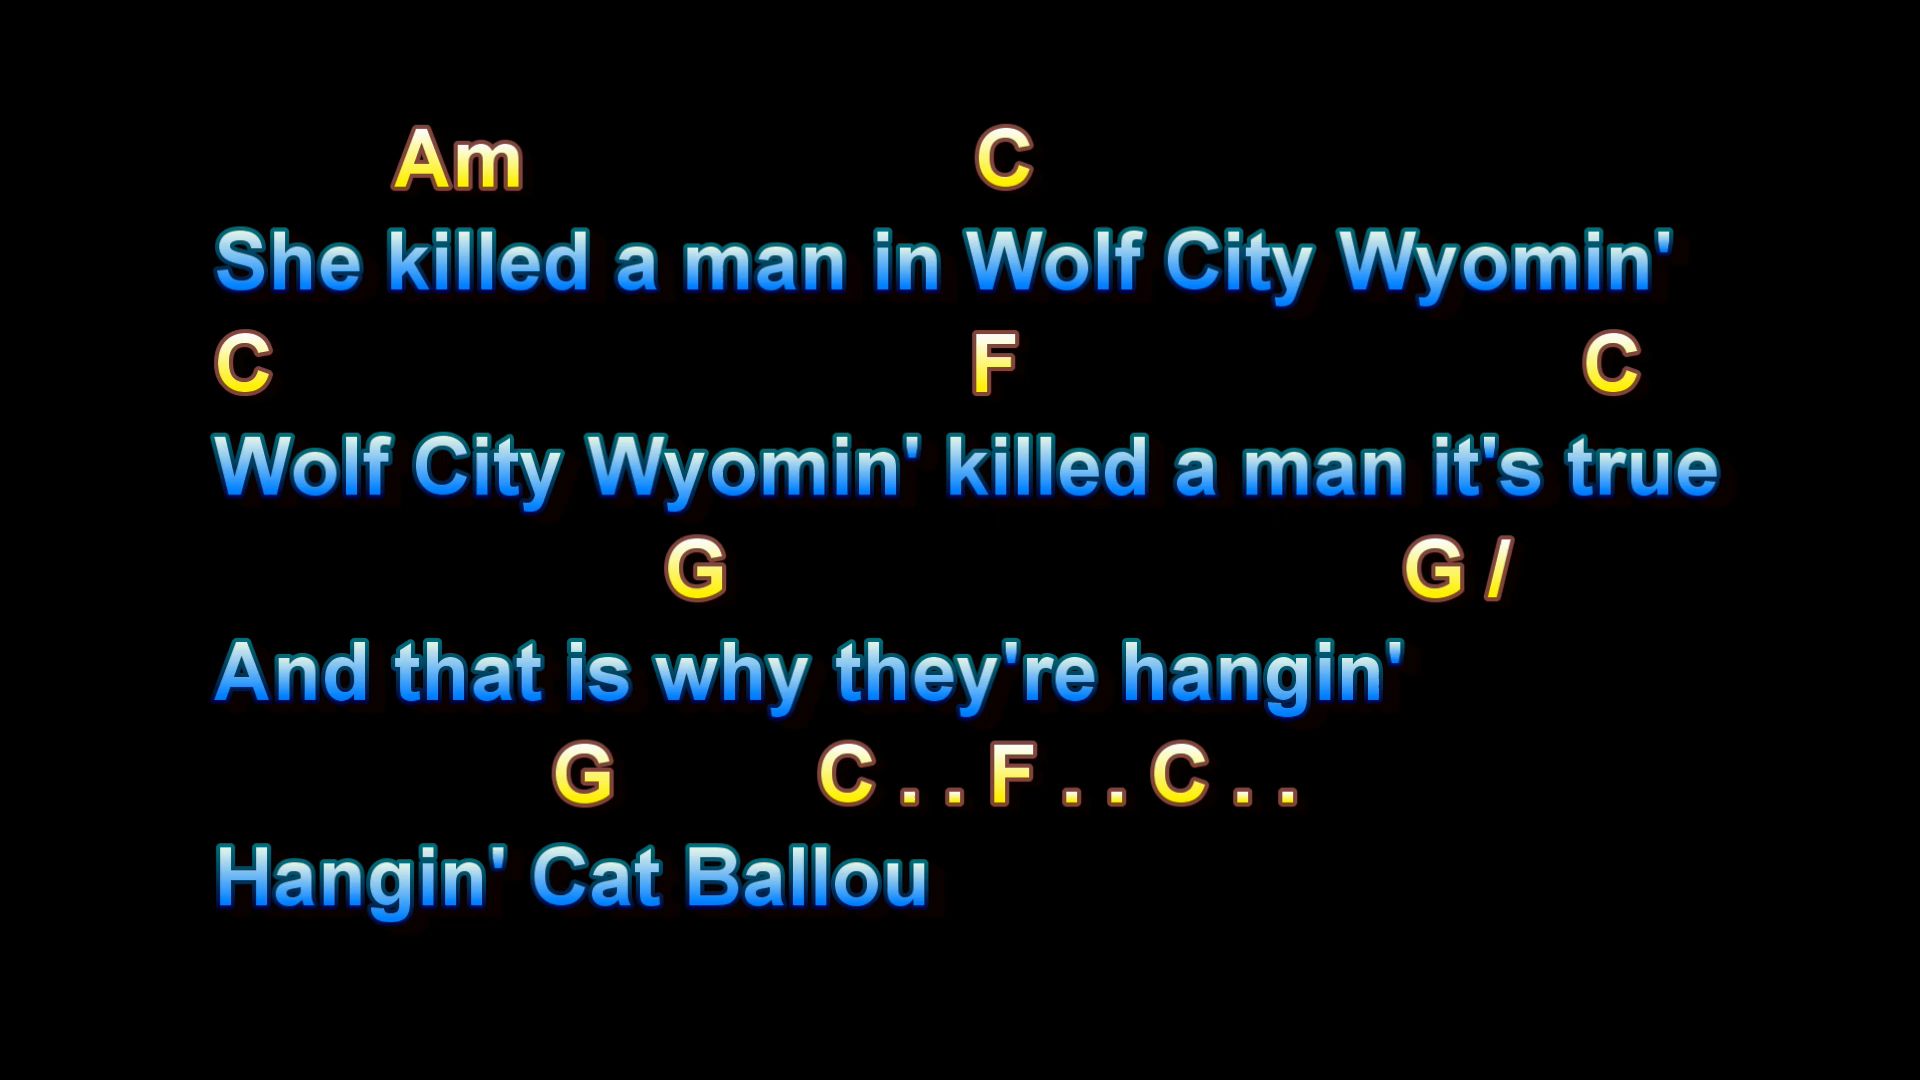 Am C
She killed a man in Wolf City Wyomin'
C F C
Wolf City Wyomin' killed a man it's true
G G /
And that is why they're hangin'
G C . . F . . C . .
Hangin' Cat Ballou